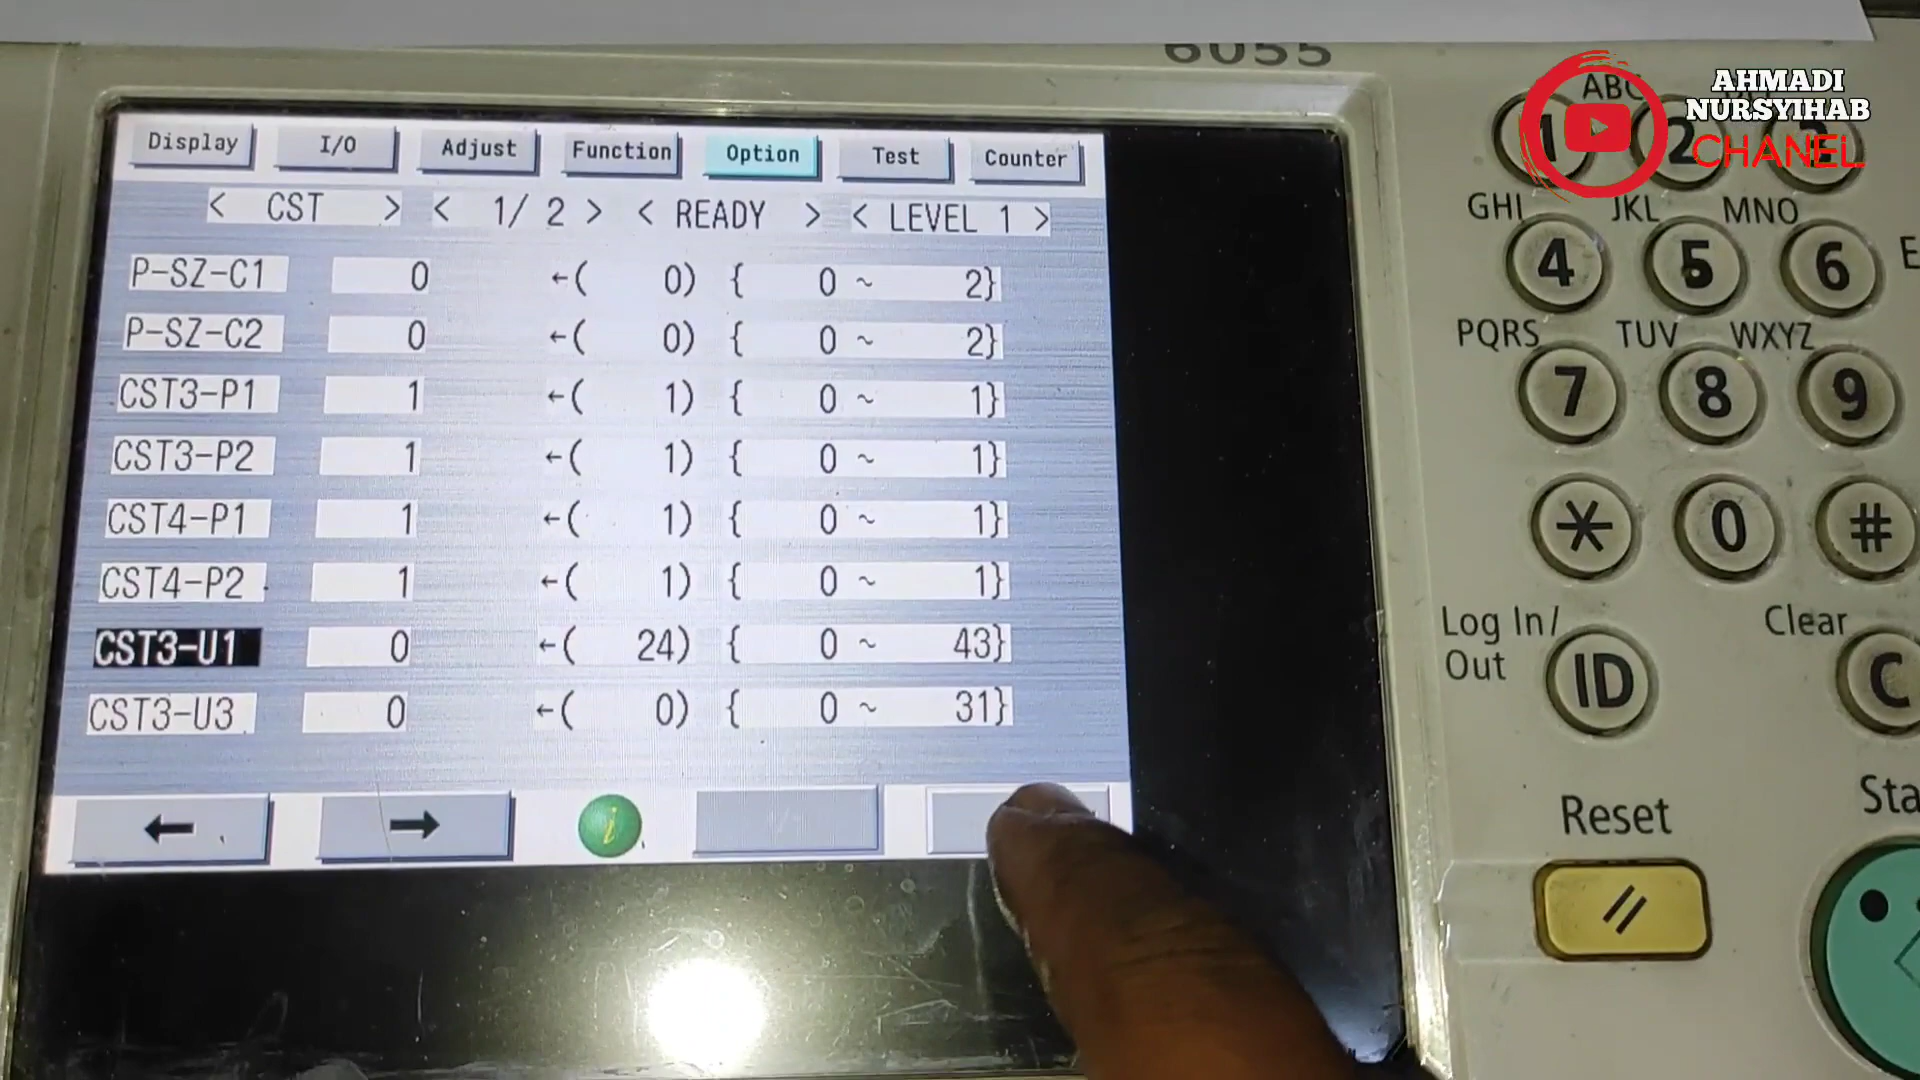 6055
AHMADI
NURSYIHAB
CHANEL
Display I/O Adjust Function Option Test Counter
< CST > < 1/ 2 > < READY > < LEVEL 1 >
P-SZ-C1 0 ←( 0) { 0 ~ 2}
P-SZ-C2 0 ←( 0) { 0 ~ 2}
CST3-P1 1 ←( 1) { 0 ~ 1}
CST3-P2 1 ←( 1) { 0 ~ 1}
CST4-P1 1 ←( 1) { 0 ~ 1}
CST4-P2 1 ←( 1) { 0 ~ 1}
CST3-U1 0 ←( 24) { 0 ~ 43}
CST3-U3 0 ←( 0) { 0 ~ 31}
← → i
ABC
1 2 3
GHI JKL MNO
4 5 6
PQRS TUV WXYZ
7 8 9
* 0 #
Log In/
Out
ID
Clear
C
Reset